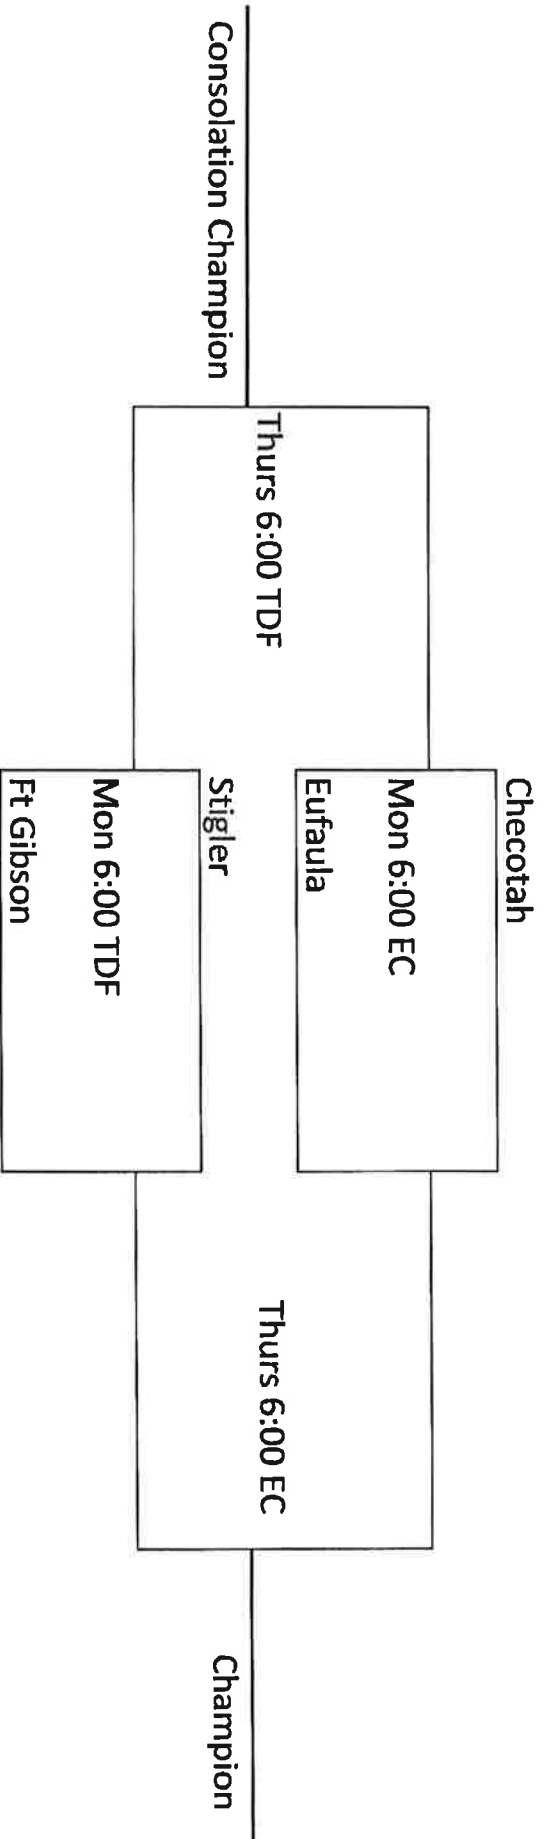 Checotah
Mon 6:00 EC
Eufaula
Thurs 6:00 TDF
Thurs 6:00 EC
Consolation Champion
Stigler
Champion
Mon 6:00 TDF
Ft Gibson